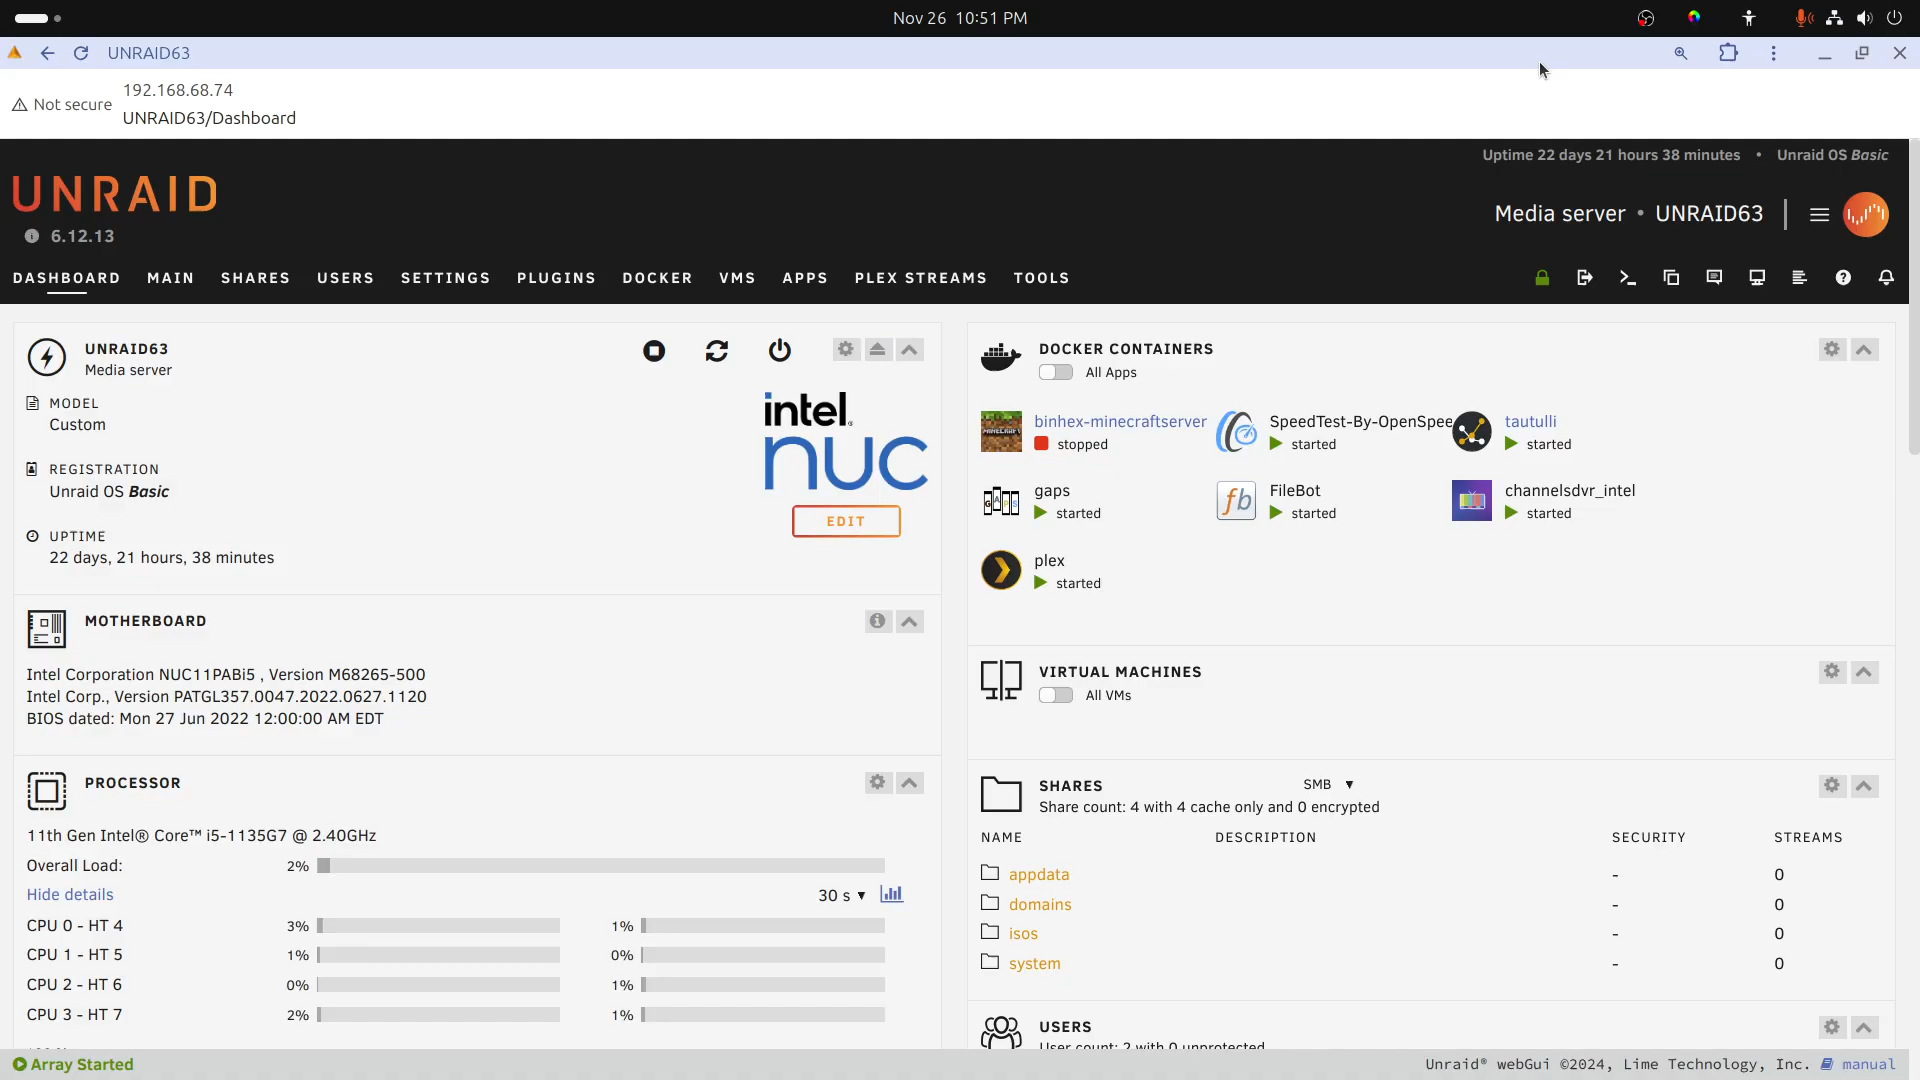 Nov 26 10:51 PM
UNRAID63
Not secure
192.168.68.74
UNRAID63/Dashboard
Uptime 22 days 21 hours 38 minutes • Unraid OS Basic
UNRAID
6.12.13
Media server • UNRAID63
DASHBOARD MAIN SHARES USERS SETTINGS PLUGINS DOCKER VMS APPS PLEX STREAMS TOOLS
UNRAID63
Media server
MODEL
Custom
REGISTRATION
Unraid OS Basic
UPTIME
22 days, 21 hours, 38 minutes
intel.
nuc
EDIT
MOTHERBOARD
Intel Corporation NUC11PABi5 , Version M68265-500
Intel Corp., Version PATGL357.0047.2022.0627.1120
BIOS dated: Mon 27 Jun 2022 12:00:00 AM EDT
PROCESSOR
11th Gen Intel® Core™ i5-1135G7 @ 2.40GHz
Overall Load: 2%
Hide details 30 s ▼
CPU 0 - HT 4 3% 1%
CPU 1 - HT 5 1% 0%
CPU 2 - HT 6 0% 1%
CPU 3 - HT 7 2% 1%
DOCKER CONTAINERS
All Apps
MINECRAFT
binhex-minecraftserver
stopped
SpeedTest-By-OpenSpee
started
tautulli
started
GAPS
gaps
started
fb
FileBot
started
channelsdvr_intel
started
plex
started
VIRTUAL MACHINES
All VMs
SHARES SMB ▼
Share count: 4 with 4 cache only and 0 encrypted
NAME DESCRIPTION SECURITY STREAMS
appdata - 0
domains - 0
isos - 0
system - 0
USERS
User count: 2 with 0 unprotected
Array Started
Unraid® webGui ©2024, Lime Technology, Inc. manual